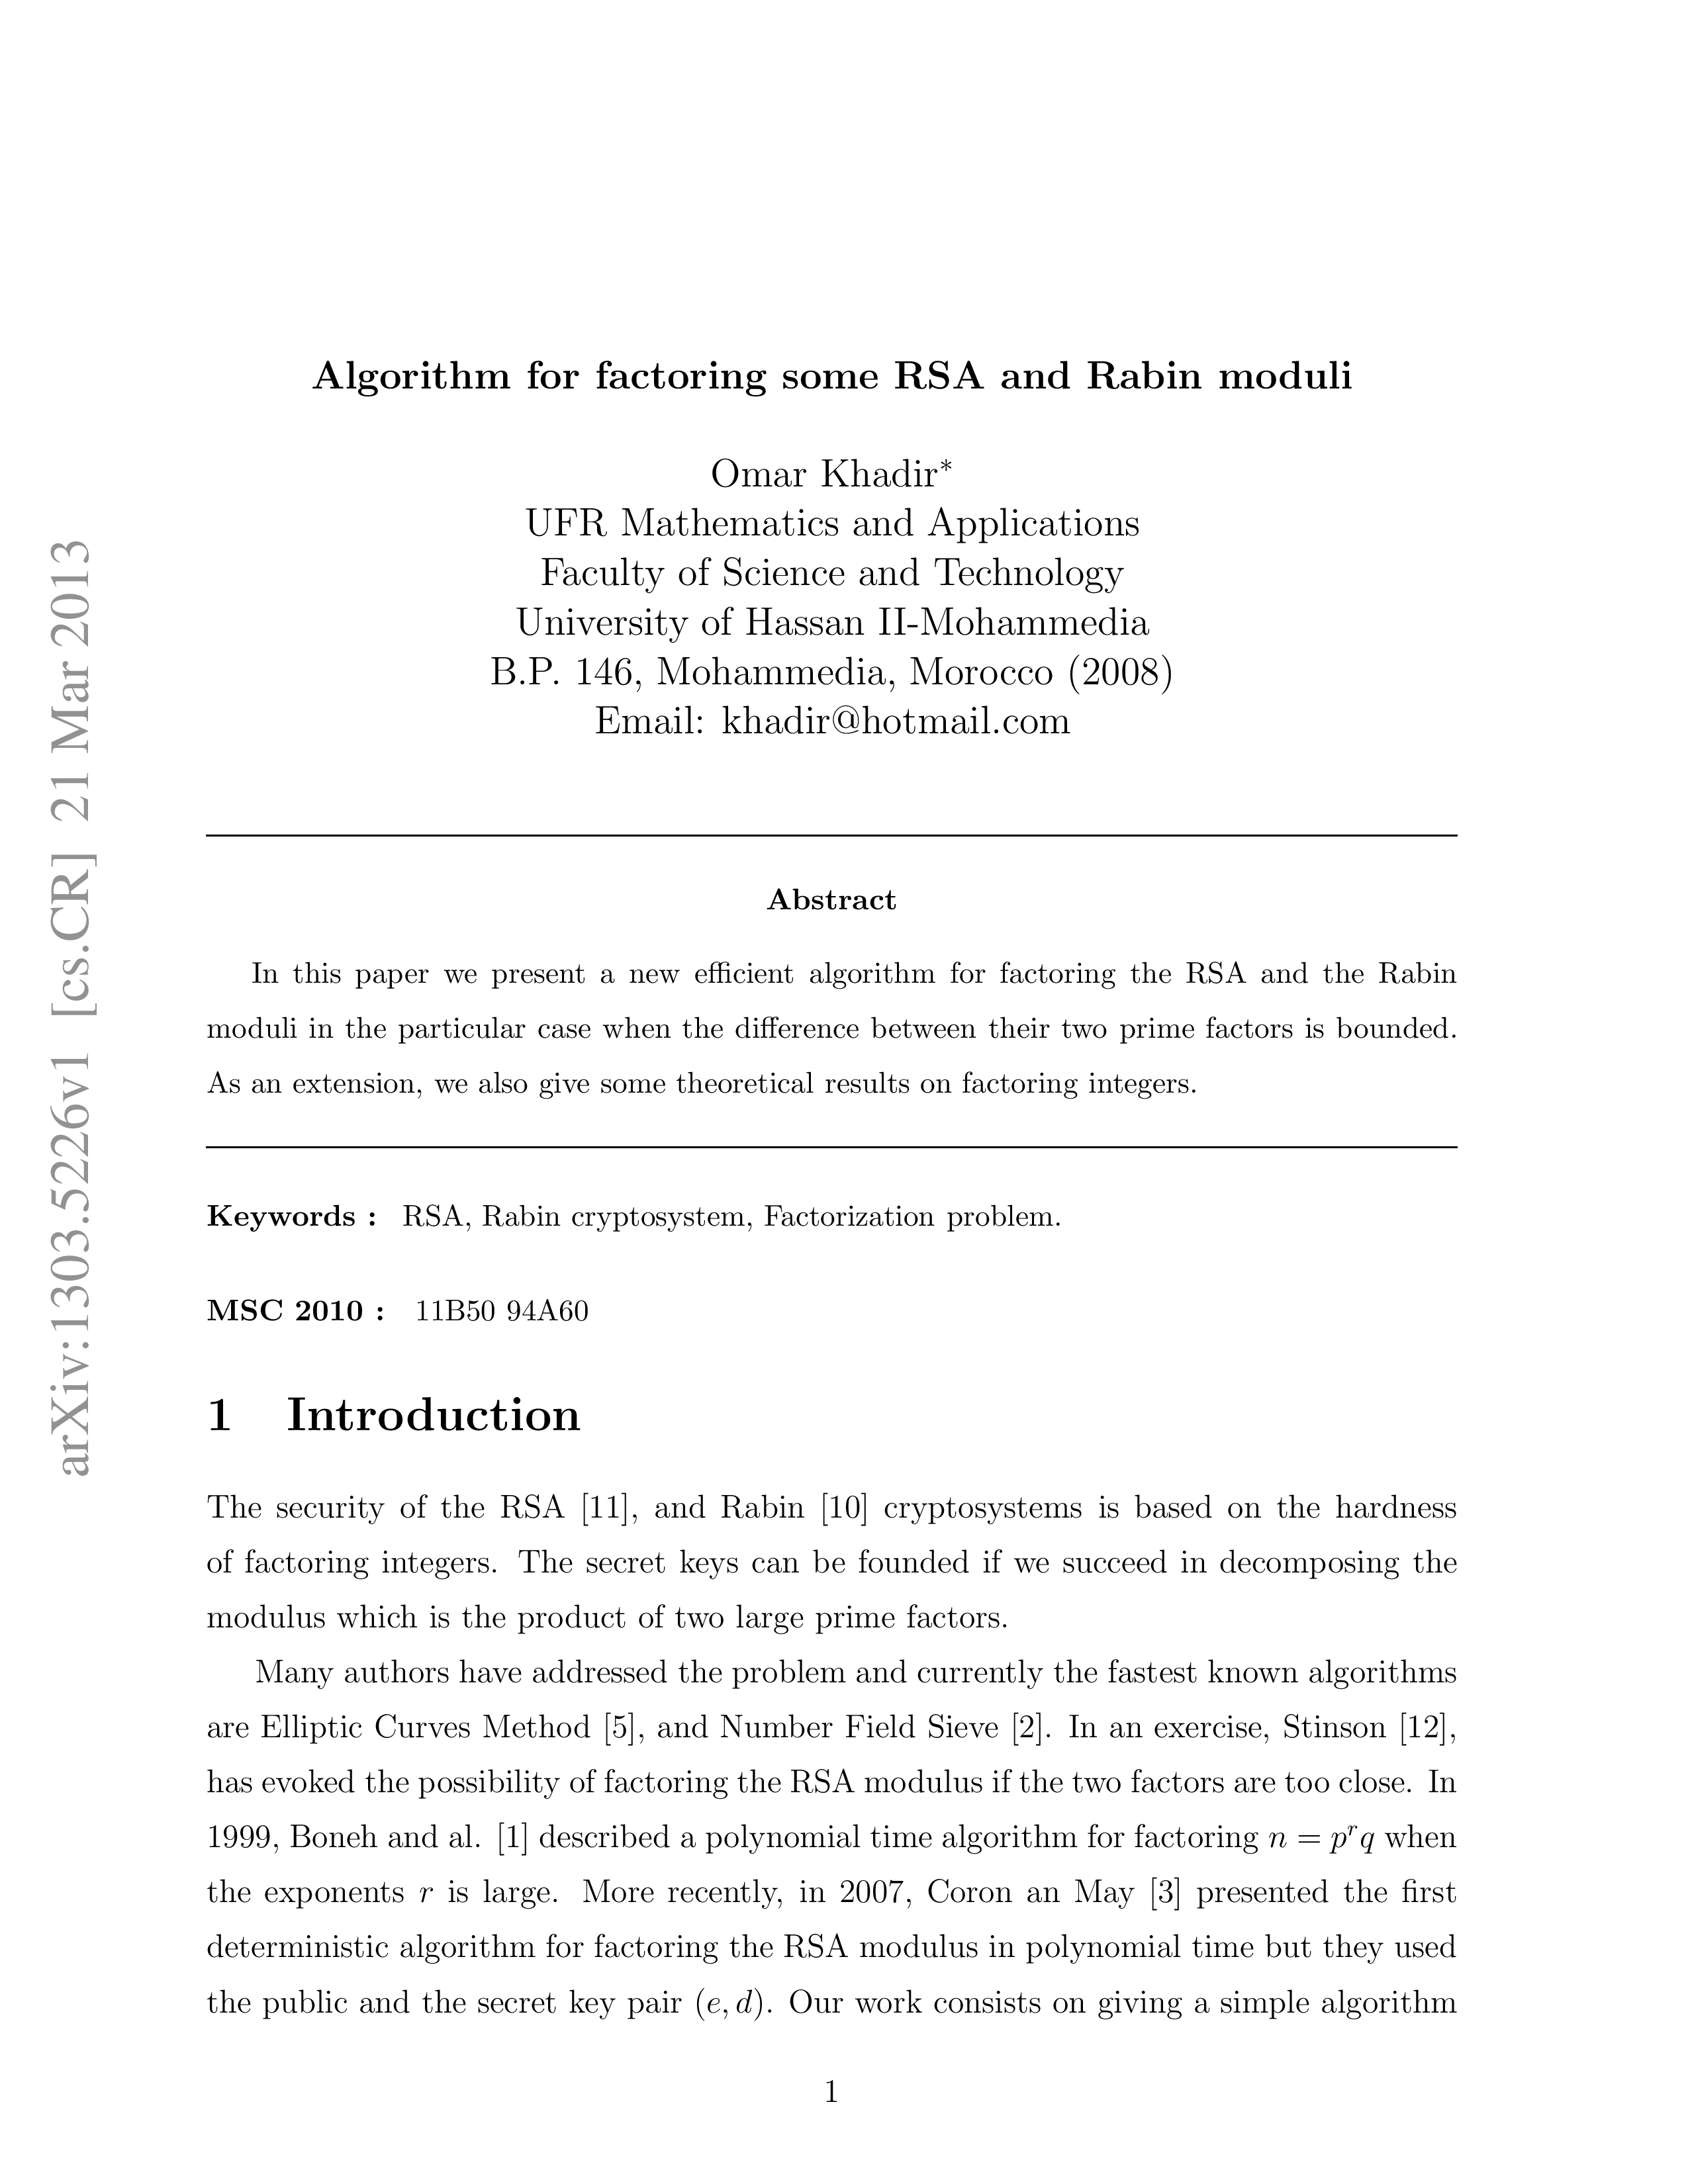 arXiv:1303.5226v1 [cs.CR] 21 Mar 2013
Algorithm for factoring some RSA and Rabin moduli
Omar Khadir*
UFR Mathematics and Applications
Faculty of Science and Technology
University of Hassan II-Mohammedia
B.P. 146, Mohammedia, Morocco (2008)
Email: khadir@hotmail.com
Abstract
In this paper we present a new efficient algorithm for factoring the RSA and the Rabin
moduli in the particular case when the difference between their two prime factors is bounded.
As an extension, we also give some theoretical results on factoring integers.
Keywords : RSA, Rabin cryptosystem, Factorization problem.
MSC 2010 : 11B50 94A60
1 Introduction
The security of the RSA [11], and Rabin [10] cryptosystems is based on the hardness
of factoring integers. The secret keys can be founded if we succeed in decomposing the
modulus which is the product of two large prime factors.
Many authors have addressed the problem and currently the fastest known algorithms
are Elliptic Curves Method [5], and Number Field Sieve [2]. In an exercise, Stinson [12],
has evoked the possibility of factoring the RSA modulus if the two factors are too close. In
1999, Boneh and al. [1] described a polynomial time algorithm for factoring n = pʳq when
the exponents r is large. More recently, in 2007, Coron an May [3] presented the first
deterministic algorithm for factoring the RSA modulus in polynomial time but they used
the public and the secret key pair (e, d). Our work consists on giving a simple algorithm
1